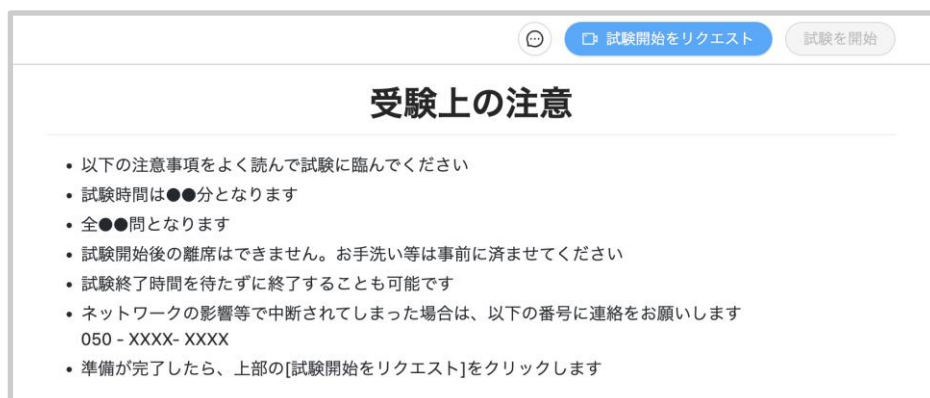 試験開始をリクエスト
試験を開始
受験上の注意
• 以下の注意事項をよく読んで試験に臨んでください
• 試験時間は●●分となります
• 全●●問となります
• 試験開始後の離席はできません。お手洗い等は事前に済ませてください
• 試験終了時間を待たずに終了することも可能です
• ネットワークの影響等で中断されてしまった場合は、以下の番号に連絡をお願いします
050 - XXXX- XXXX
• 準備が完了したら、上部の[試験開始をリクエスト]をクリックします